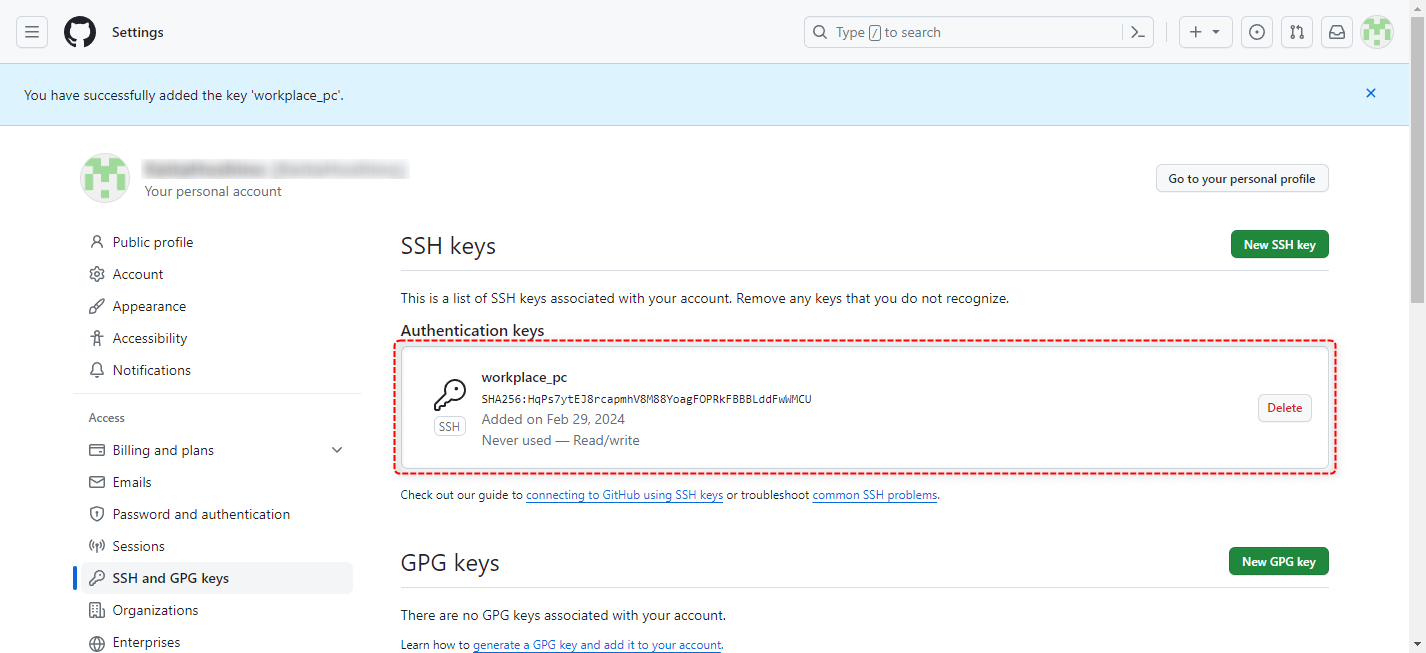 Settings
Type / to search
You have successfully added the key 'workplace_pc'.
Your personal account
Go to your personal profile
Public profile
Account
Appearance
Accessibility
Notifications
Access
Billing and plans
Emails
Password and authentication
Sessions
SSH and GPG keys
Organizations
Enterprises
SSH keys
New SSH key
This is a list of SSH keys associated with your account. Remove any keys that you do not recognize.
Authentication keys
workplace_pc
SHA256:HqPs7ytEJ8rcapmhV8M88YoagFOPRkFBBBLddFwWMCU
Added on Feb 29, 2024
SSH
Never used — Read/write
Delete
Check out our guide to connecting to GitHub using SSH keys or troubleshoot common SSH problems.
GPG keys
New GPG key
There are no GPG keys associated with your account.
Learn how to generate a GPG key and add it to your account.